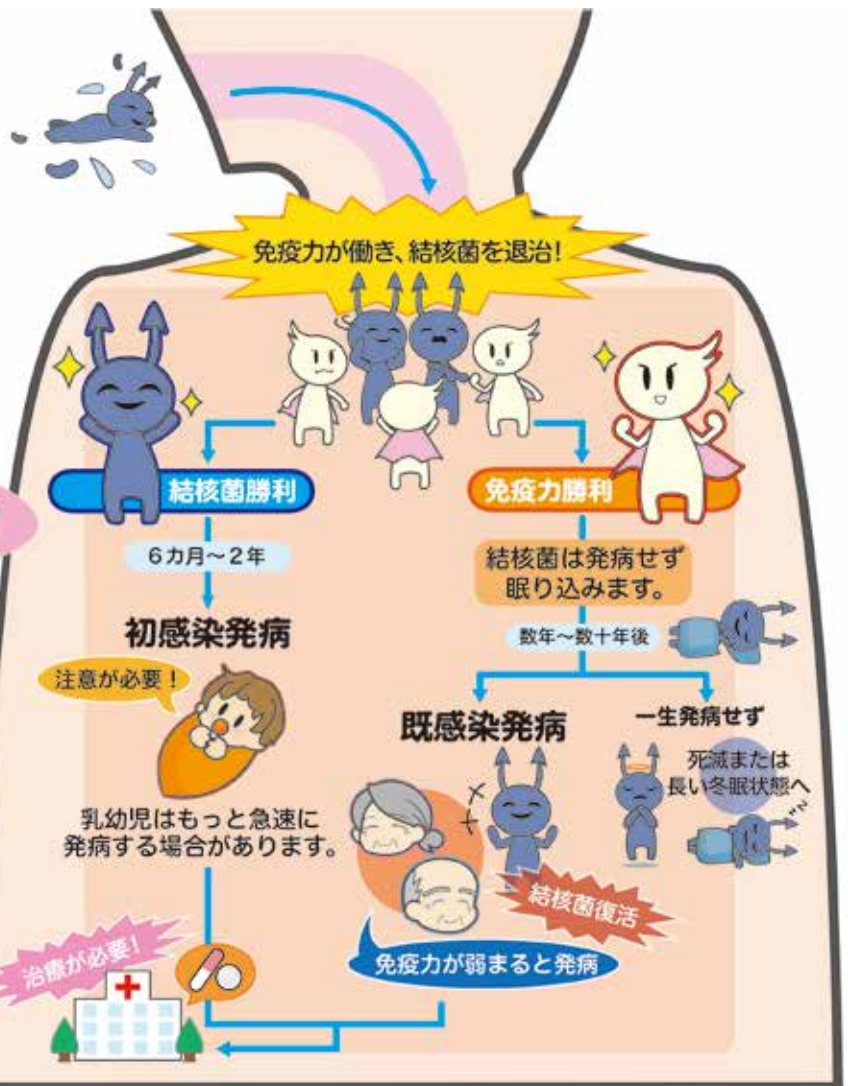 免疫力が働き、結核菌を退治!
結核菌勝利
免疫力勝利
6カ月～2年
結核菌は発病せず
眠り込みます。
数年～数十年後
初感染発病
注意が必要!
乳幼児はもっと急速に
発病する場合があります。
既感染発病
一生発病せず
死滅または
長い冬眠状態へ
zz
結核菌復活
免疫力が弱まると発病
治療が必要!